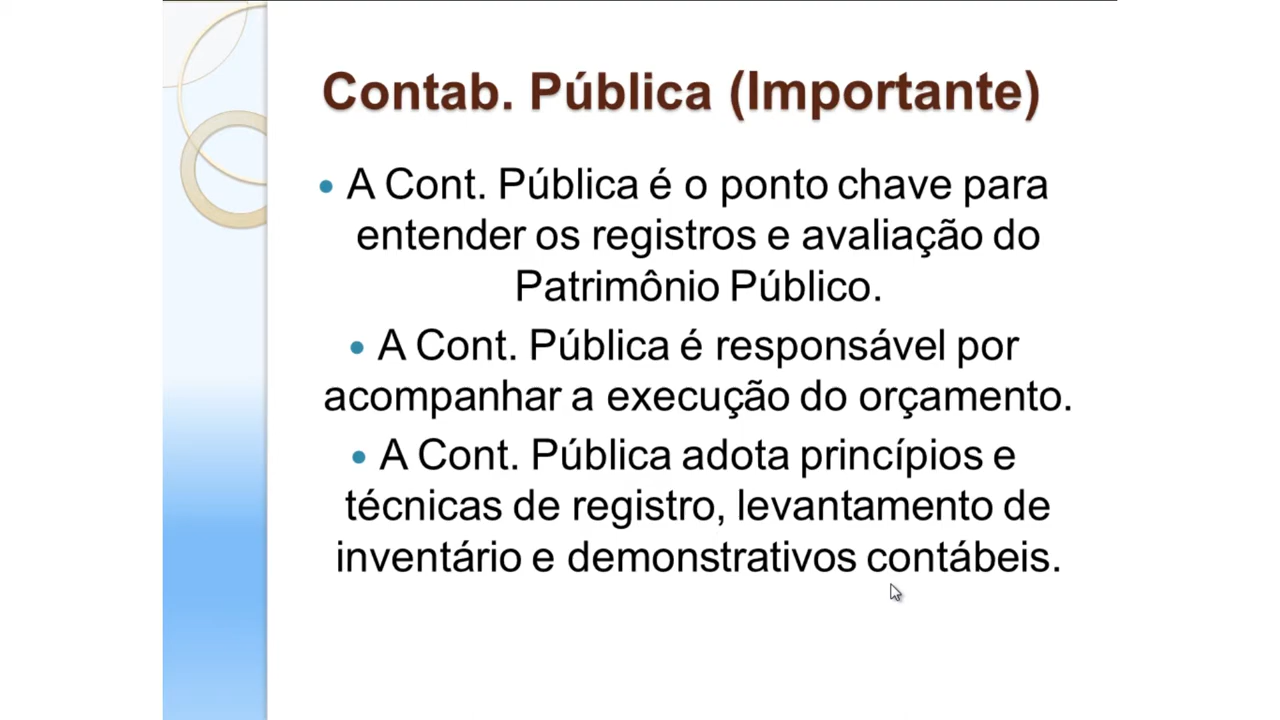 Contab. Pública (Importante)
• A Cont. Pública é o ponto chave para
entender os registros e avaliação do
Patrimônio Público.
• A Cont. Pública é responsável por
acompanhar a execução do orçamento.
• A Cont. Pública adota princípios e
técnicas de registro, levantamento de
inventário e demonstrativos contábeis.